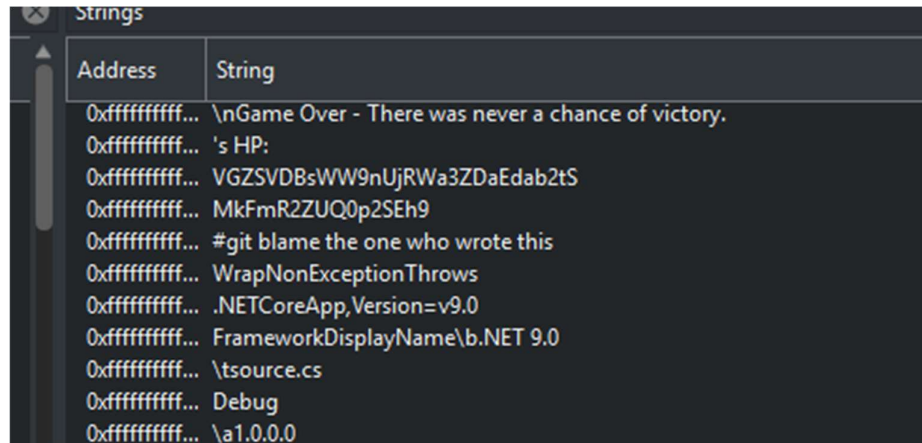 Strings
Address String
0xffffffffff... \nGame Over - There was never a chance of victory.
0xffffffffff... 's HP:
0xffffffffff... VGZSVDBsWW9nUjRWa3ZDaEdab2tS
0xffffffffff... MkFmR2ZUQ0p2SEh9
0xffffffffff... #git blame the one who wrote this
0xffffffffff... WrapNonExceptionThrows
0xffffffffff... .NETCoreApp,Version=v9.0
0xffffffffff... FrameworkDisplayName\b.NET 9.0
0xffffffffff... \tsource.cs
0xffffffffff... Debug
0xffffffffff... \a1.0.0.0